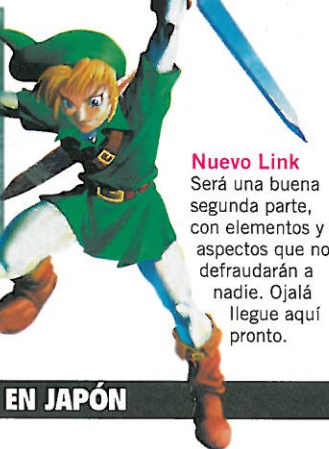 Nuevo Link
Será una buena
segunda parte,
con elementos y
aspectos que no
defraudarán a
nadie. Ojalá
llegue aquí
pronto.
EN JAPÓN